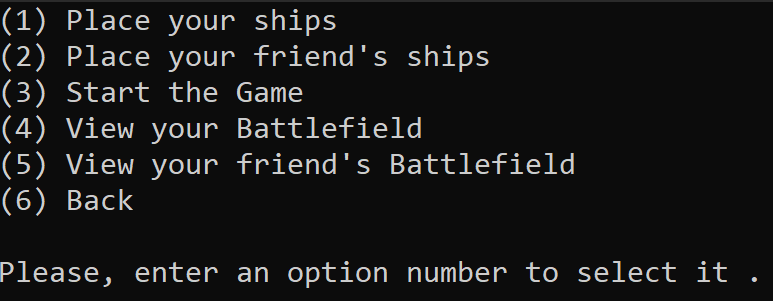 (1) Place your ships
(2) Place your friend's ships
(3) Start the Game
(4) View your Battlefield
(5) View your friend's Battlefield
(6) Back
Please, enter an option number to select it .